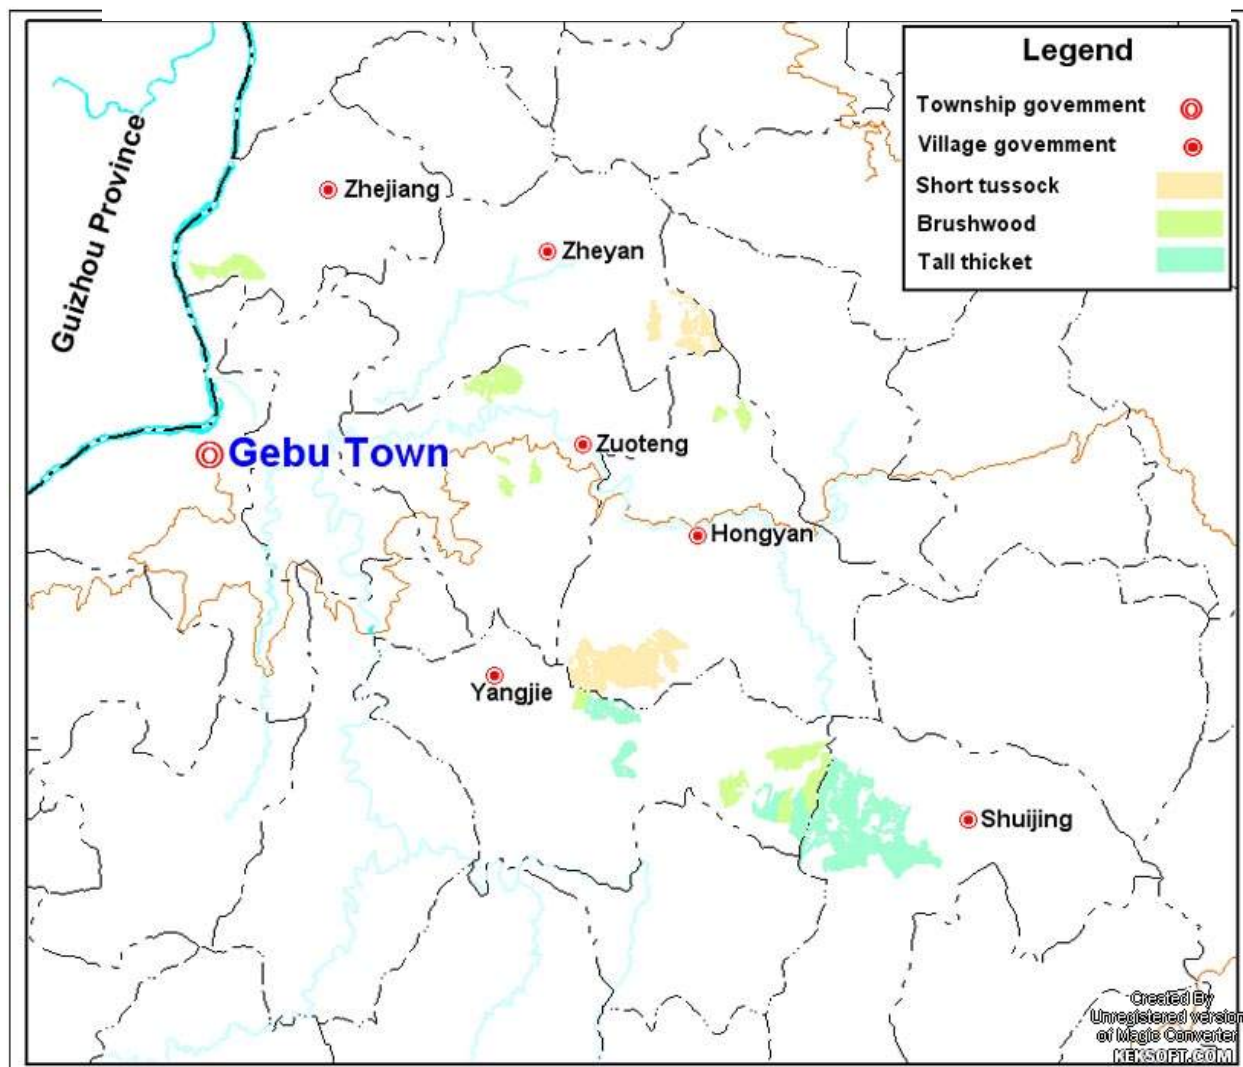 Legend
Township govemment
Village govemment
Short tussock
Brushwood
Tall thicket
Guizhou Province
Zhejiang
Zheyan
Gebu Town
Zuoteng
Hongyan
Yangjie
Shuijing
Created By
Unregistered version
of Magic Converter
KEKSOFT.COM